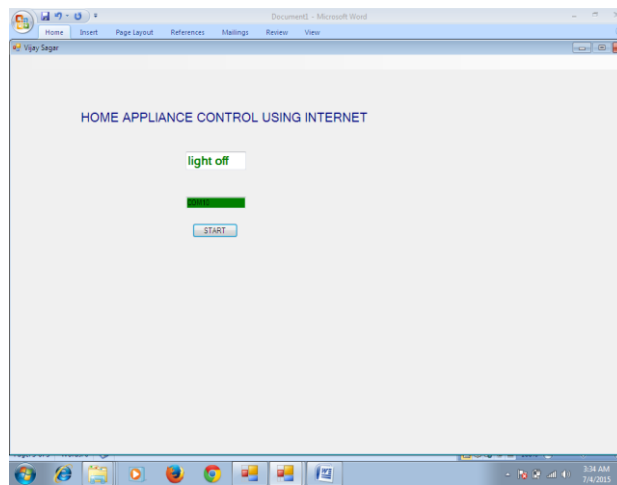 Document1 - Microsoft Word
Home Insert Page Layout References Mailings Review View
Vijay Sagar
HOME APPLIANCE CONTROL USING INTERNET
light off
START
3:34 AM
7/4/2015